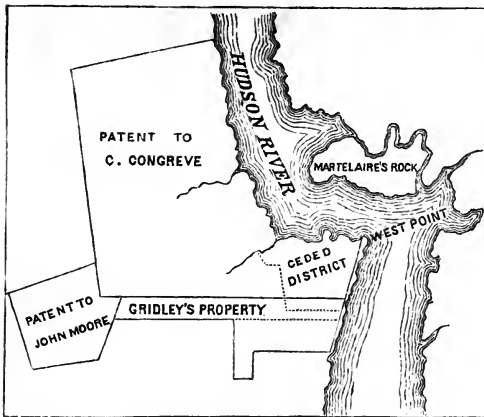 HUDSON RIVER
PATENT TO
C. CONGREVE
MARTELAIRE'S ROCK
WEST POINT
CEDED
DISTRICT
GRIDLEY'S PROPERTY
PATENT TO
JOHN MOORE